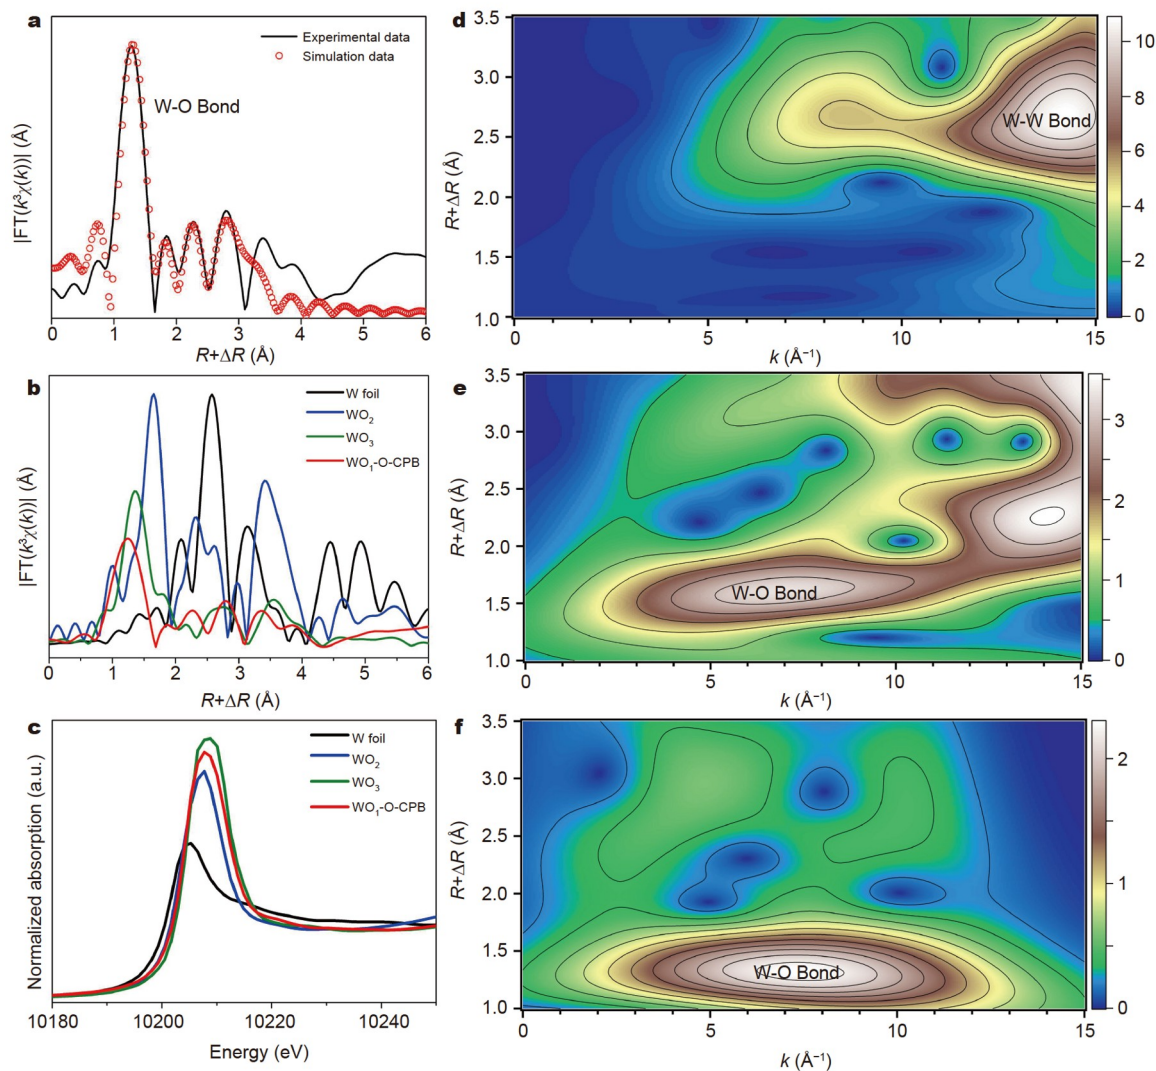 a
Experimental data
Simulation data
W-O Bond
|FT(k³χ(k))| (Å)
0 1 2 3 4 5 6
R+ΔR (Å)
b
W foil
WO₂
WO₃
WO₁-O-CPB
|FT(k³χ(k))| (Å)
0 1 2 3 4 5 6
R+ΔR (Å)
c
W foil
WO₂
WO₃
WO₁-O-CPB
Normalized absorption (a.u.)
10180 10200 10220 10240
Energy (eV)
d
3.5
3.0
2.5
2.0
1.5
1.0
R+ΔR (Å)
W-W Bond
0 5 10 15
k (Å⁻¹)
10
8
6
4
2
0
e
3.5
3.0
2.5
2.0
1.5
1.0
R+ΔR (Å)
W-O Bond
0 5 10 15
k (Å⁻¹)
3
2
1
0
f
3.5
3.0
2.5
2.0
1.5
1.0
R+ΔR (Å)
W-O Bond
0 5 10 15
k (Å⁻¹)
2
1
0